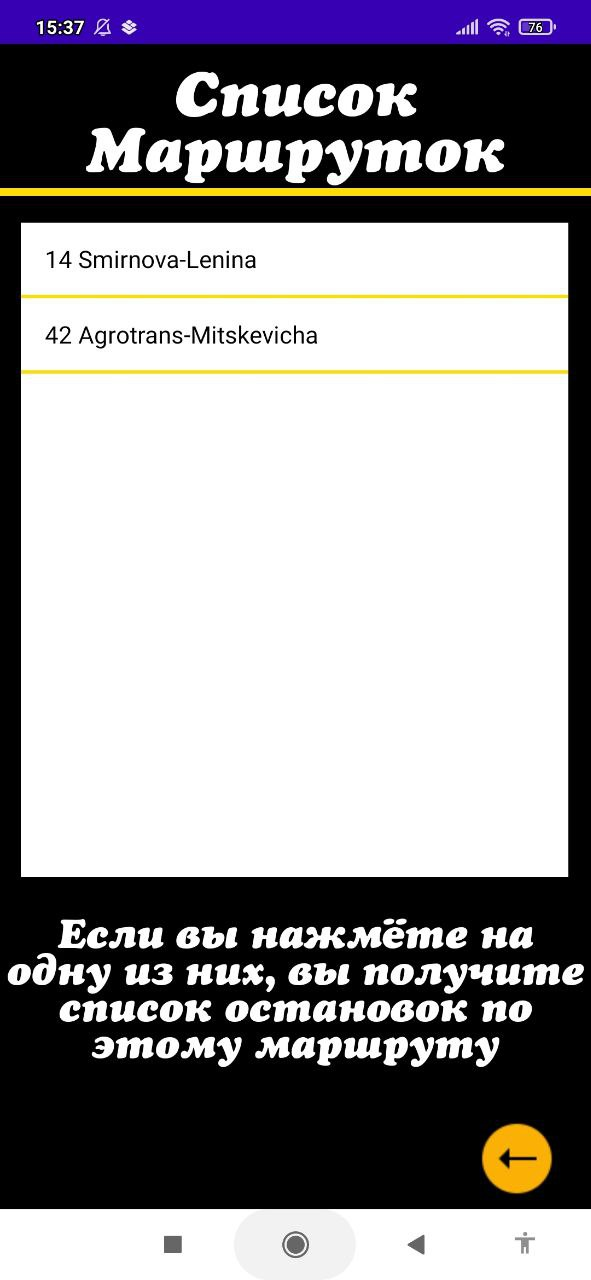 15:37
76
Список
Маршруток
14 Smirnova-Lenina
42 Agrotrans-Mitskevicha
Если вы нажмёте на
одну из них, вы получите
список остановок по
этому маршруту